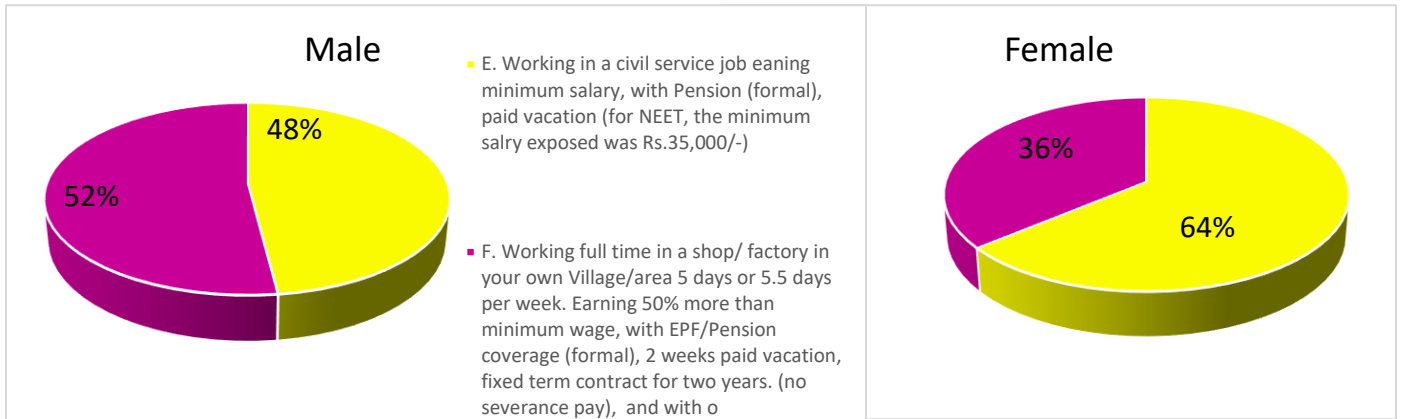 Male
48%
52%
E. Working in a civil service job eaning
minimum salary, with Pension (formal),
paid vacation (for NEET, the minimum
salry exposed was Rs.35,000/-)
F. Working full time in a shop/ factory in
your own Village/area 5 days or 5.5 days
per week. Earning 50% more than
minimum wage, with EPF/Pension
coverage (formal), 2 weeks paid vacation,
fixed term contract for two years. (no
severance pay), and with o
Female
36%
64%